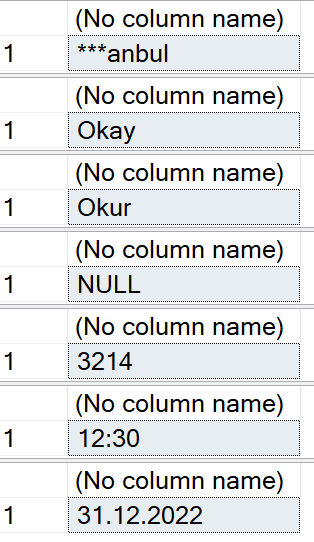 (No column name)
1 ***anbul
(No column name)
1 Okay
(No column name)
1 Okur
(No column name)
1 NULL
(No column name)
1 3214
(No column name)
1 12:30
(No column name)
1 31.12.2022